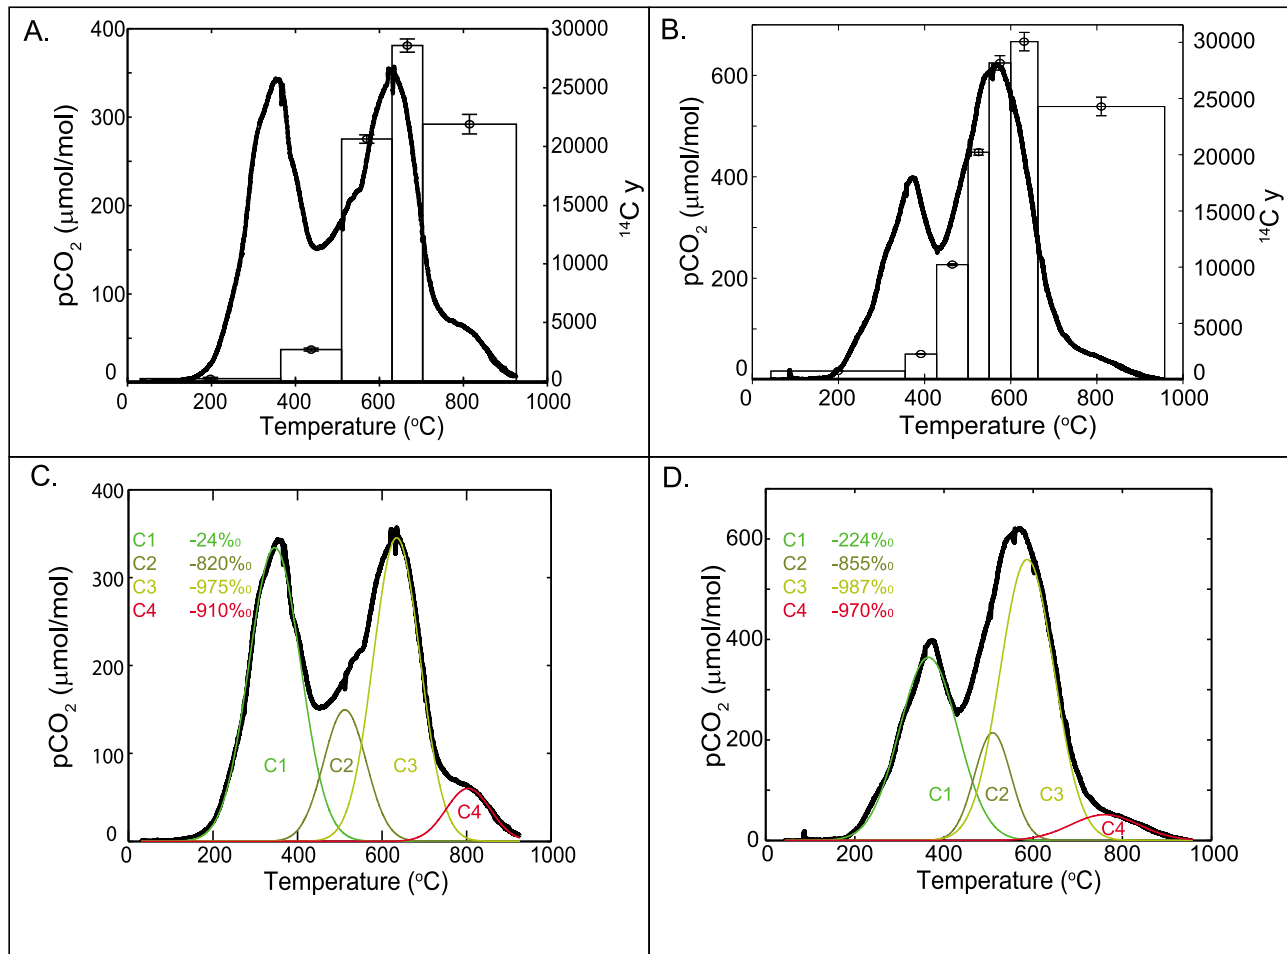 A.
400
300
200
100
0
pCO2 (μmol/mol)
30000
25000
20000
15000
10000
5000
0
14C y
0 200 400 600 800 1000
Temperature (oC)
B.
600
400
200
0
pCO2 (μmol/mol)
30000
25000
20000
15000
10000
5000
0
14C y
0 200 400 600 800 1000
Temperature (oC)
C.
400
300
200
100
0
pCO2 (μmol/mol)
C1 -24‰
C2 -820‰
C3 -975‰
C4 -910‰
C1
C2
C3
C4
0 200 400 600 800 1000
Temperature (oC)
D.
600
400
200
0
pCO2 (μmol/mol)
C1 -224‰
C2 -855‰
C3 -987‰
C4 -970‰
C1
C2
C3
C4
0 200 400 600 800 1000
Temperature (oC)